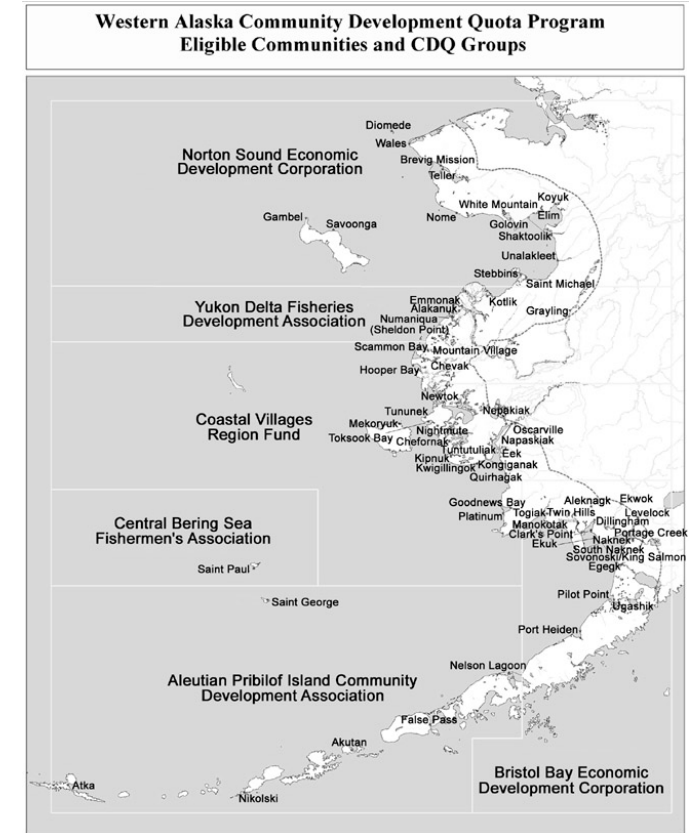 Western Alaska Community Development Quota Program
Eligible Communities and CDQ Groups
Diomede
Wales
Norton Sound Economic
Development Corporation
Brevig Mission
Teller
Koyuk
White Mountain
Elim
Gambel
Savoonga
Nome
Golovin
Shaktoolik
Unalakleet
Stebbins
Saint Michael
Emmonak
Kotlik
Yukon Delta Fisheries
Development Association
Alakanuk
Grayling
Numaniqua
(Sheldon Point)
Scammon Bay
Mountain Village
Hooper Bay
Chevak
Newtok
Coastal Villages
Region Fund
Tununek
Nepakiak
Mekoryuk
Nightmute
Oscarville
Toksook Bay
Chefornak
Napaskiak
Tuntutuliak
Eek
Kipnuk
Kongiganak
Kwigillingok
Quirhagak
Central Bering Sea
Fishermen's Association
Goodnews Bay
Aleknagk
Ekwok
Platinum
Togiak
Twin Hills
Levelock
Manokotak
Dillingham
Clark's Point
Portage Creek
Ekuk
Naknek
South Naknek
Sovonoski/King Salmon
Egegk
Saint Paul
Pilot Point
Saint George
Ugashik
Port Heiden
Nelson Lagoon
Aleutian Pribilof Island Community
Development Association
False Pass
Akutan
Bristol Bay Economic
Development Corporation
Atka
Nikolski